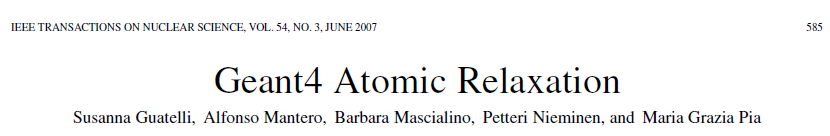 IEEE TRANSACTIONS ON NUCLEAR SCIENCE, VOL. 54, NO. 3, JUNE 2007 585
Geant4 Atomic Relaxation
Susanna Guatelli, Alfonso Mantero, Barbara Mascialino, Petteri Nieminen, and Maria Grazia Pia